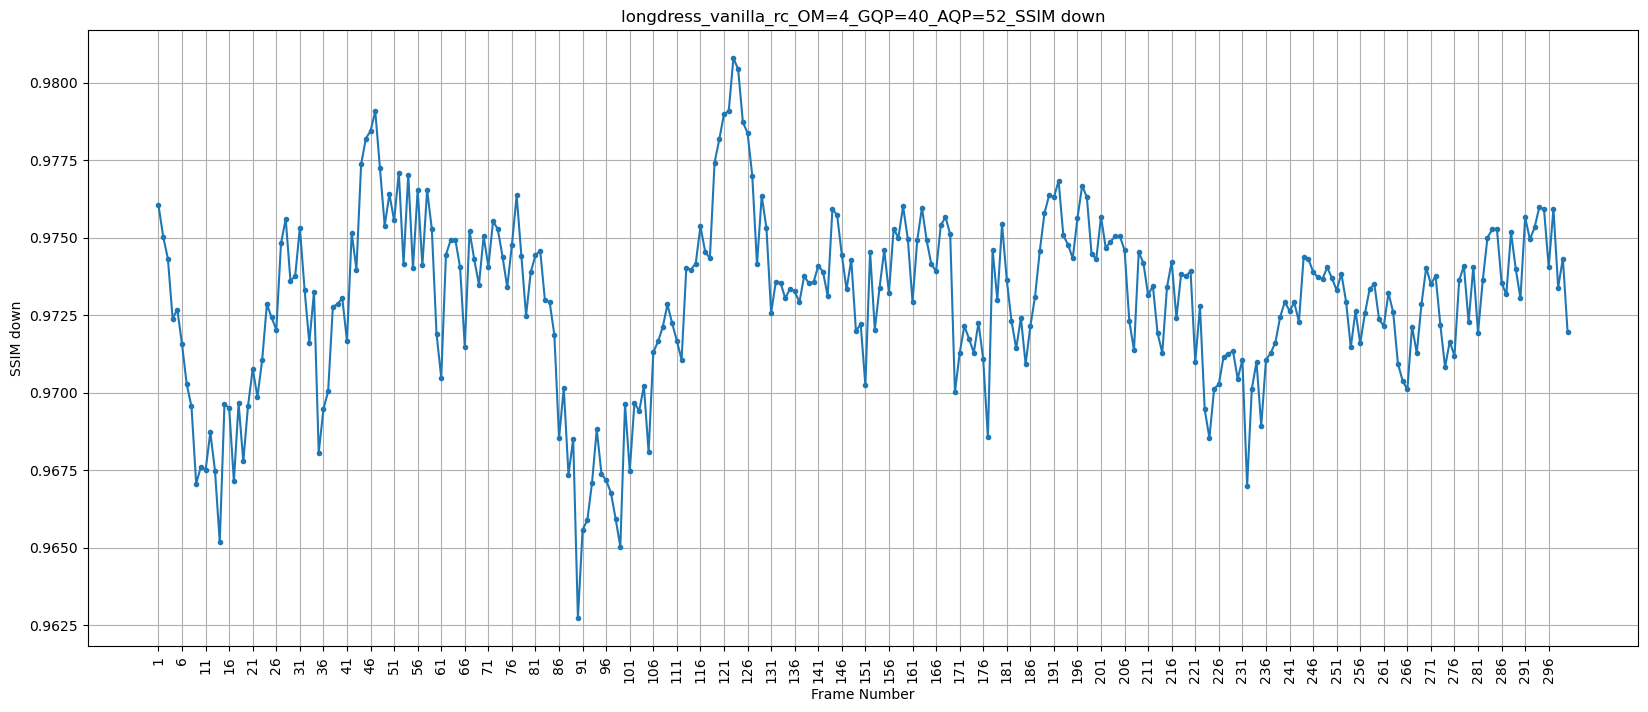 longdress_vanilla_rc_OM=4_GQP=40_AQP=52_SSIM down
0.9800
0.9775
0.9750
0.9725
0.9700
0.9675
0.9650
0.9625
SSIM down
1 6 11 16 21 26 31 36 41 46 51 56 61 66 71 76 81 86 91 96 101 106 111 116 121 126 131 136 141 146 151 156 161 166 171 176 181 186 191 196 201 206 211 216 221 226 231 236 241 246 251 256 261 266 271 276 281 286 291 296
Frame Number